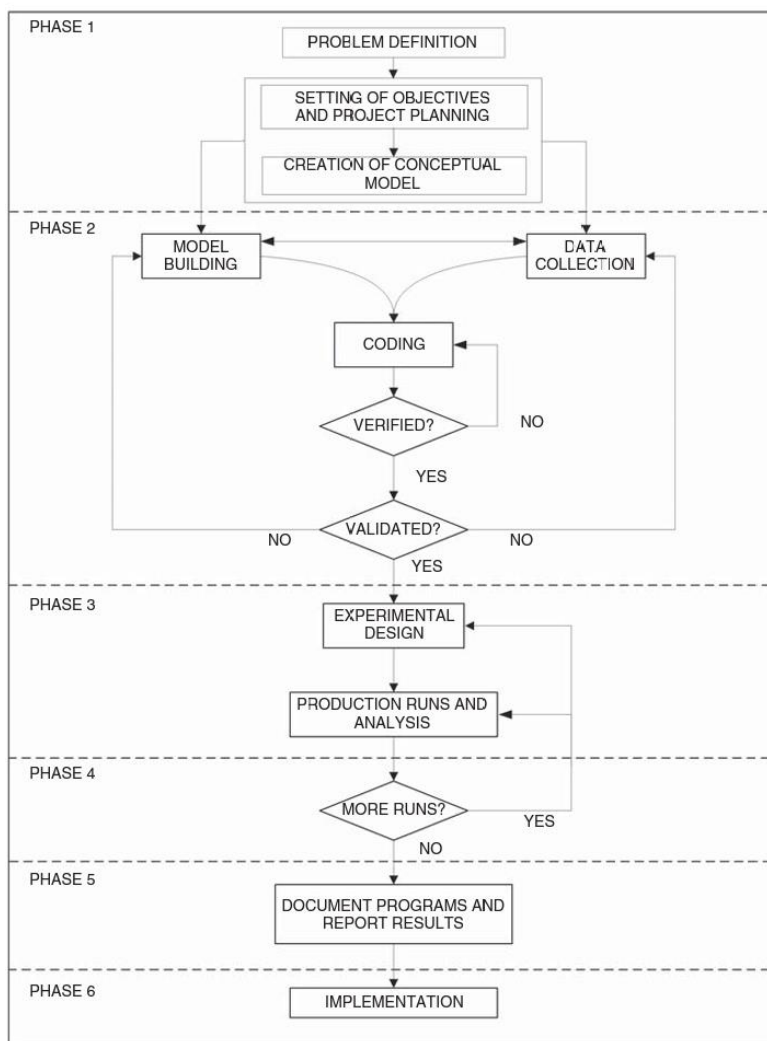 PHASE 1
PROBLEM DEFINITION
SETTING OF OBJECTIVES
AND PROJECT PLANNING
CREATION OF CONCEPTUAL
MODEL
PHASE 2
MODEL
BUILDING
DATA
COLLECTION
CODING
VERIFIED?
NO
YES
VALIDATED?
NO
NO
YES
PHASE 3
EXPERIMENTAL
DESIGN
PRODUCTION RUNS AND
ANALYSIS
PHASE 4
MORE RUNS?
YES
NO
PHASE 5
DOCUMENT PROGRAMS AND
REPORT RESULTS
PHASE 6
IMPLEMENTATION